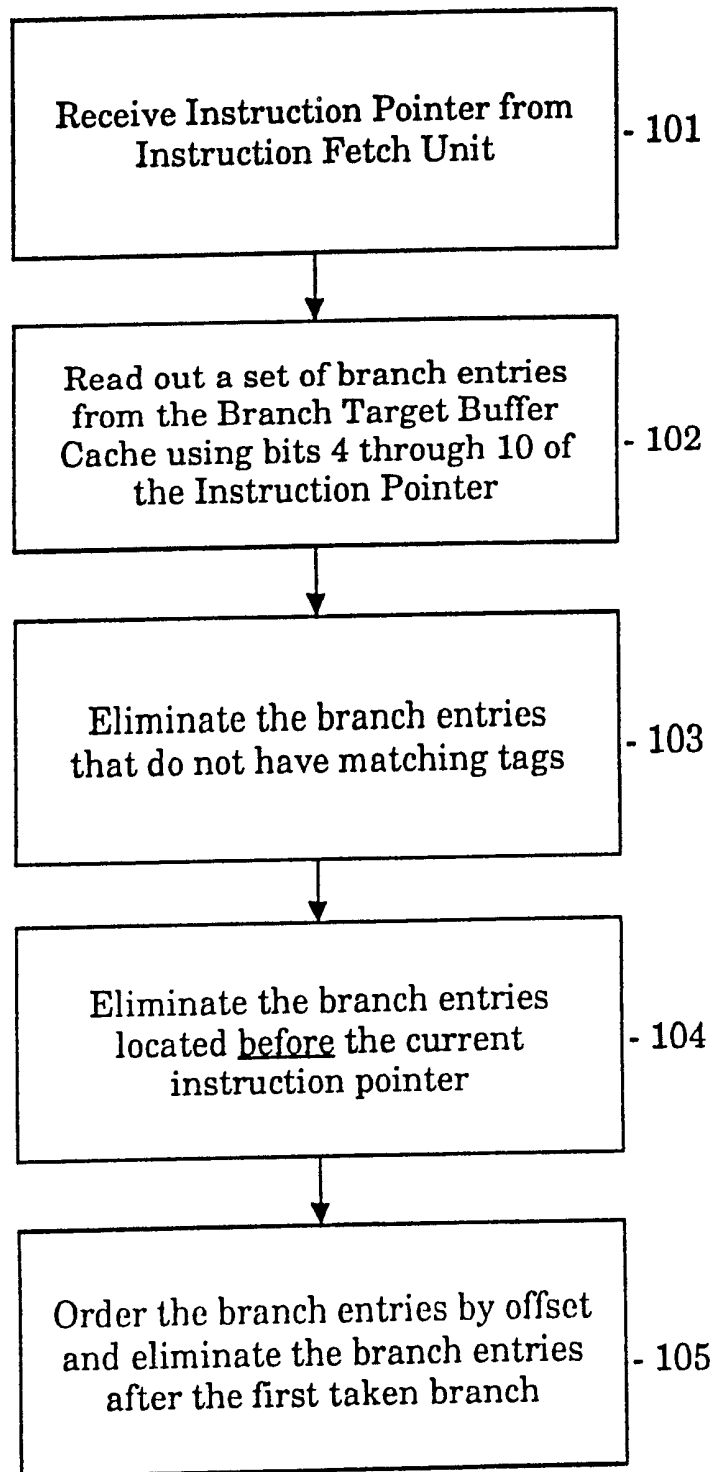 Receive Instruction Pointer from
Instruction Fetch Unit
- 101
Read out a set of branch entries
from the Branch Target Buffer
Cache using bits 4 through 10 of
the Instruction Pointer
- 102
Eliminate the branch entries
that do not have matching tags
- 103
Eliminate the branch entries
located before the current
instruction pointer
- 104
Order the branch entries by offset
and eliminate the branch entries
after the first taken branch
- 105